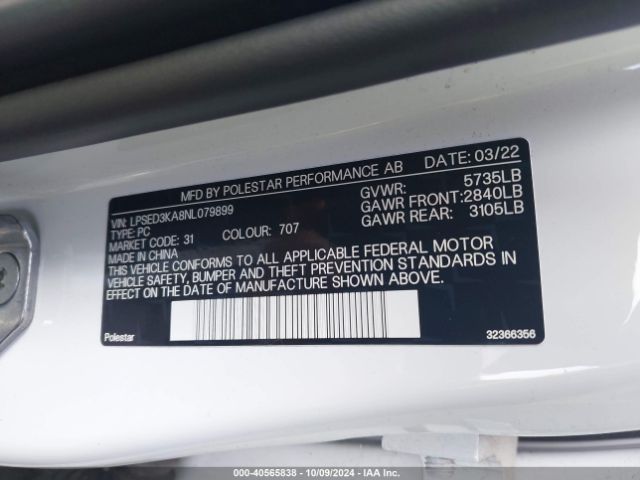 MFD BY POLESTAR PERFORMANCE AB DATE: 03/22
VIN: LPSED3KA8NL079899
TYPE: PC
MARKET CODE: 31 COLOUR: 707
MADE IN CHINA
GVWR: 5735LB
GAWR FRONT: 2840LB
GAWR REAR: 3105LB
THIS VEHICLE CONFORMS TO ALL APPLICABLE FEDERAL MOTOR
VEHICLE SAFETY, BUMPER AND THEFT PREVENTION STANDARDS IN
EFFECT ON THE DATE OF MANUFACTURE SHOWN ABOVE.
Polestar 32366356
000-40565838 - 10/09/2024 - IAA Inc.